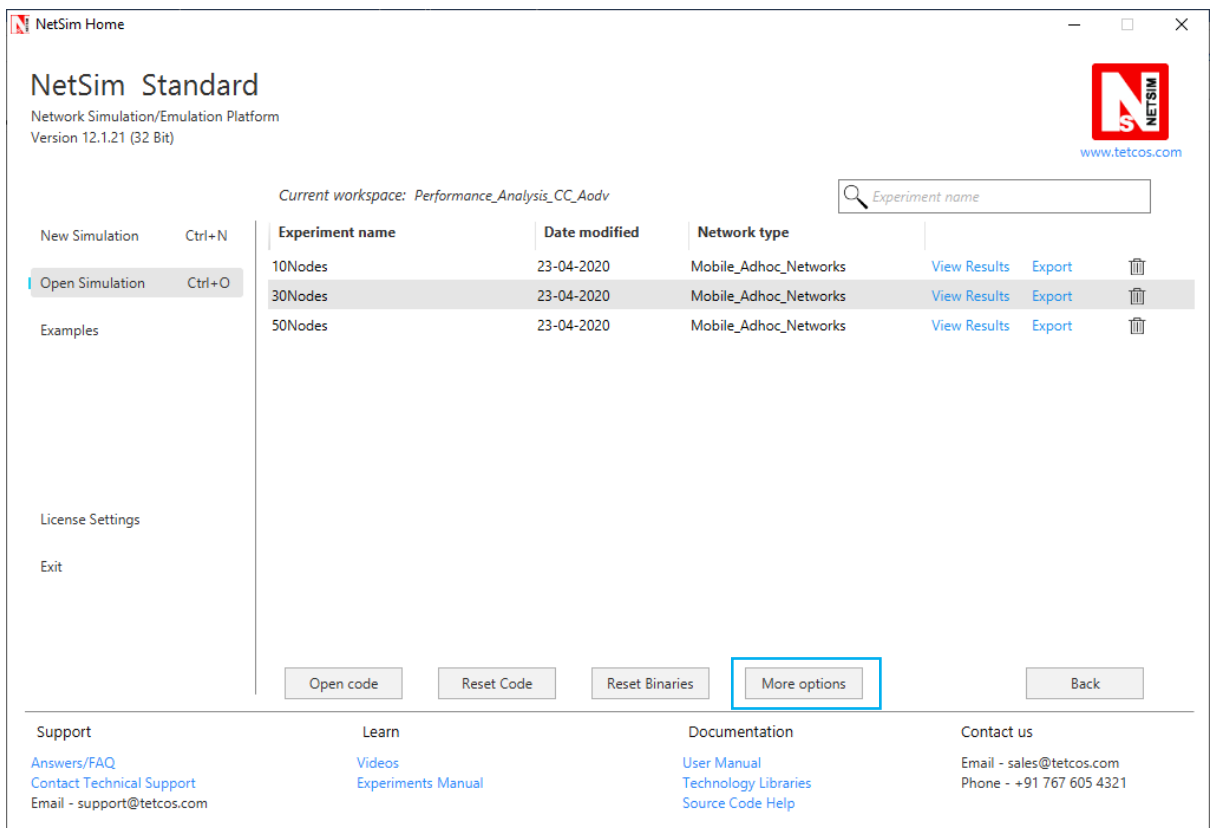 NetSim Home
NetSim Standard
Network Simulation/Emulation Platform
Version 12.1.21 (32 Bit)
NS NETSIM
www.tetcos.com
Current workspace: Performance_Analysis_CC_Aodv
Experiment name
New Simulation Ctrl+N
Open Simulation Ctrl+O
Examples
License Settings
Exit
Experiment name Date modified Network type
10Nodes 23-04-2020 Mobile_Adhoc_Networks View Results Export
30Nodes 23-04-2020 Mobile_Adhoc_Networks View Results Export
50Nodes 23-04-2020 Mobile_Adhoc_Networks View Results Export
Open code Reset Code Reset Binaries More options Back
Support
Answers/FAQ
Contact Technical Support
Email - support@tetcos.com
Learn
Videos
Experiments Manual
Documentation
User Manual
Technology Libraries
Source Code Help
Contact us
Email - sales@tetcos.com
Phone - +91 767 605 4321